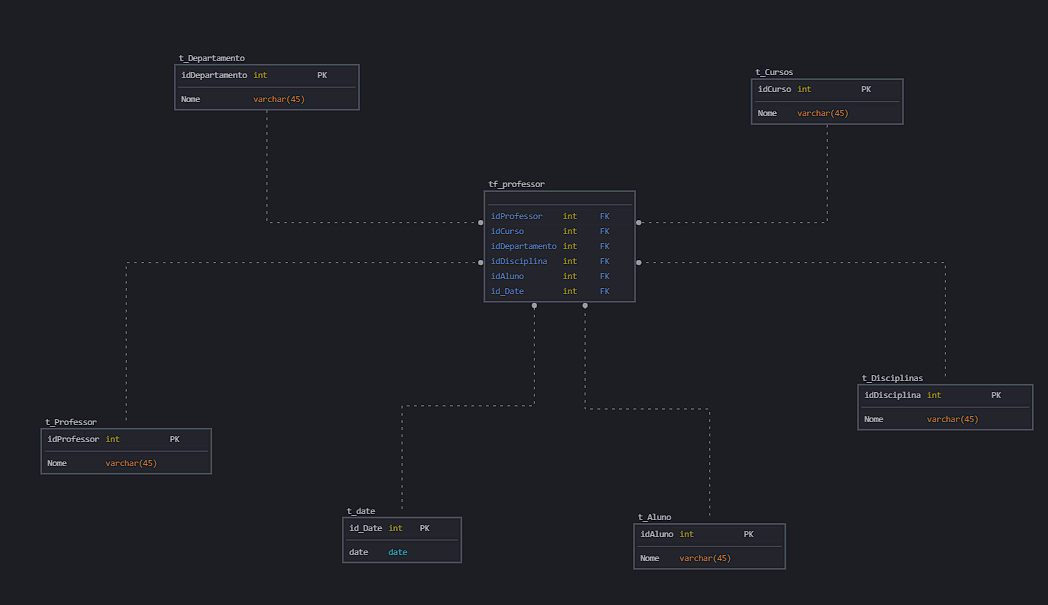 t_Departamento
idDepartamento int PK
Nome varchar(45)
t_Cursos
idCurso int PK
Nome varchar(45)
tf_professor
idProfessor int FK
idCurso int FK
idDepartamento int FK
idDisciplina int FK
idAluno int FK
id_Date int FK
t_Disciplinas
idDisciplina int PK
Nome varchar(45)
t_Professor
idProfessor int PK
Nome varchar(45)
t_date
id_Date int PK
date date
t_Aluno
idAluno int PK
Nome varchar(45)